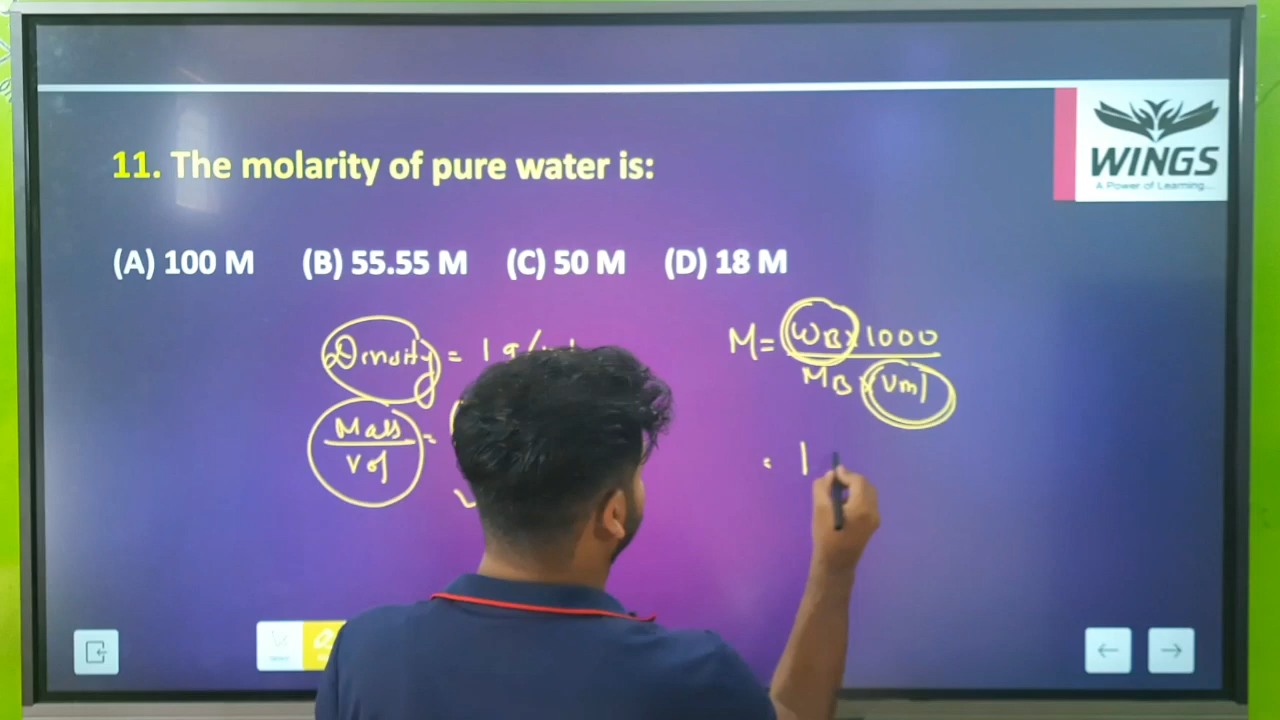 WINGS
A Power of Learning...
11. The molarity of pure water is:
(A) 100 M (B) 55.55 M (C) 50 M (D) 18 M
Density = 1 g/
Mass
Vol =
M = WB × 1000
MB × Vml
= 1